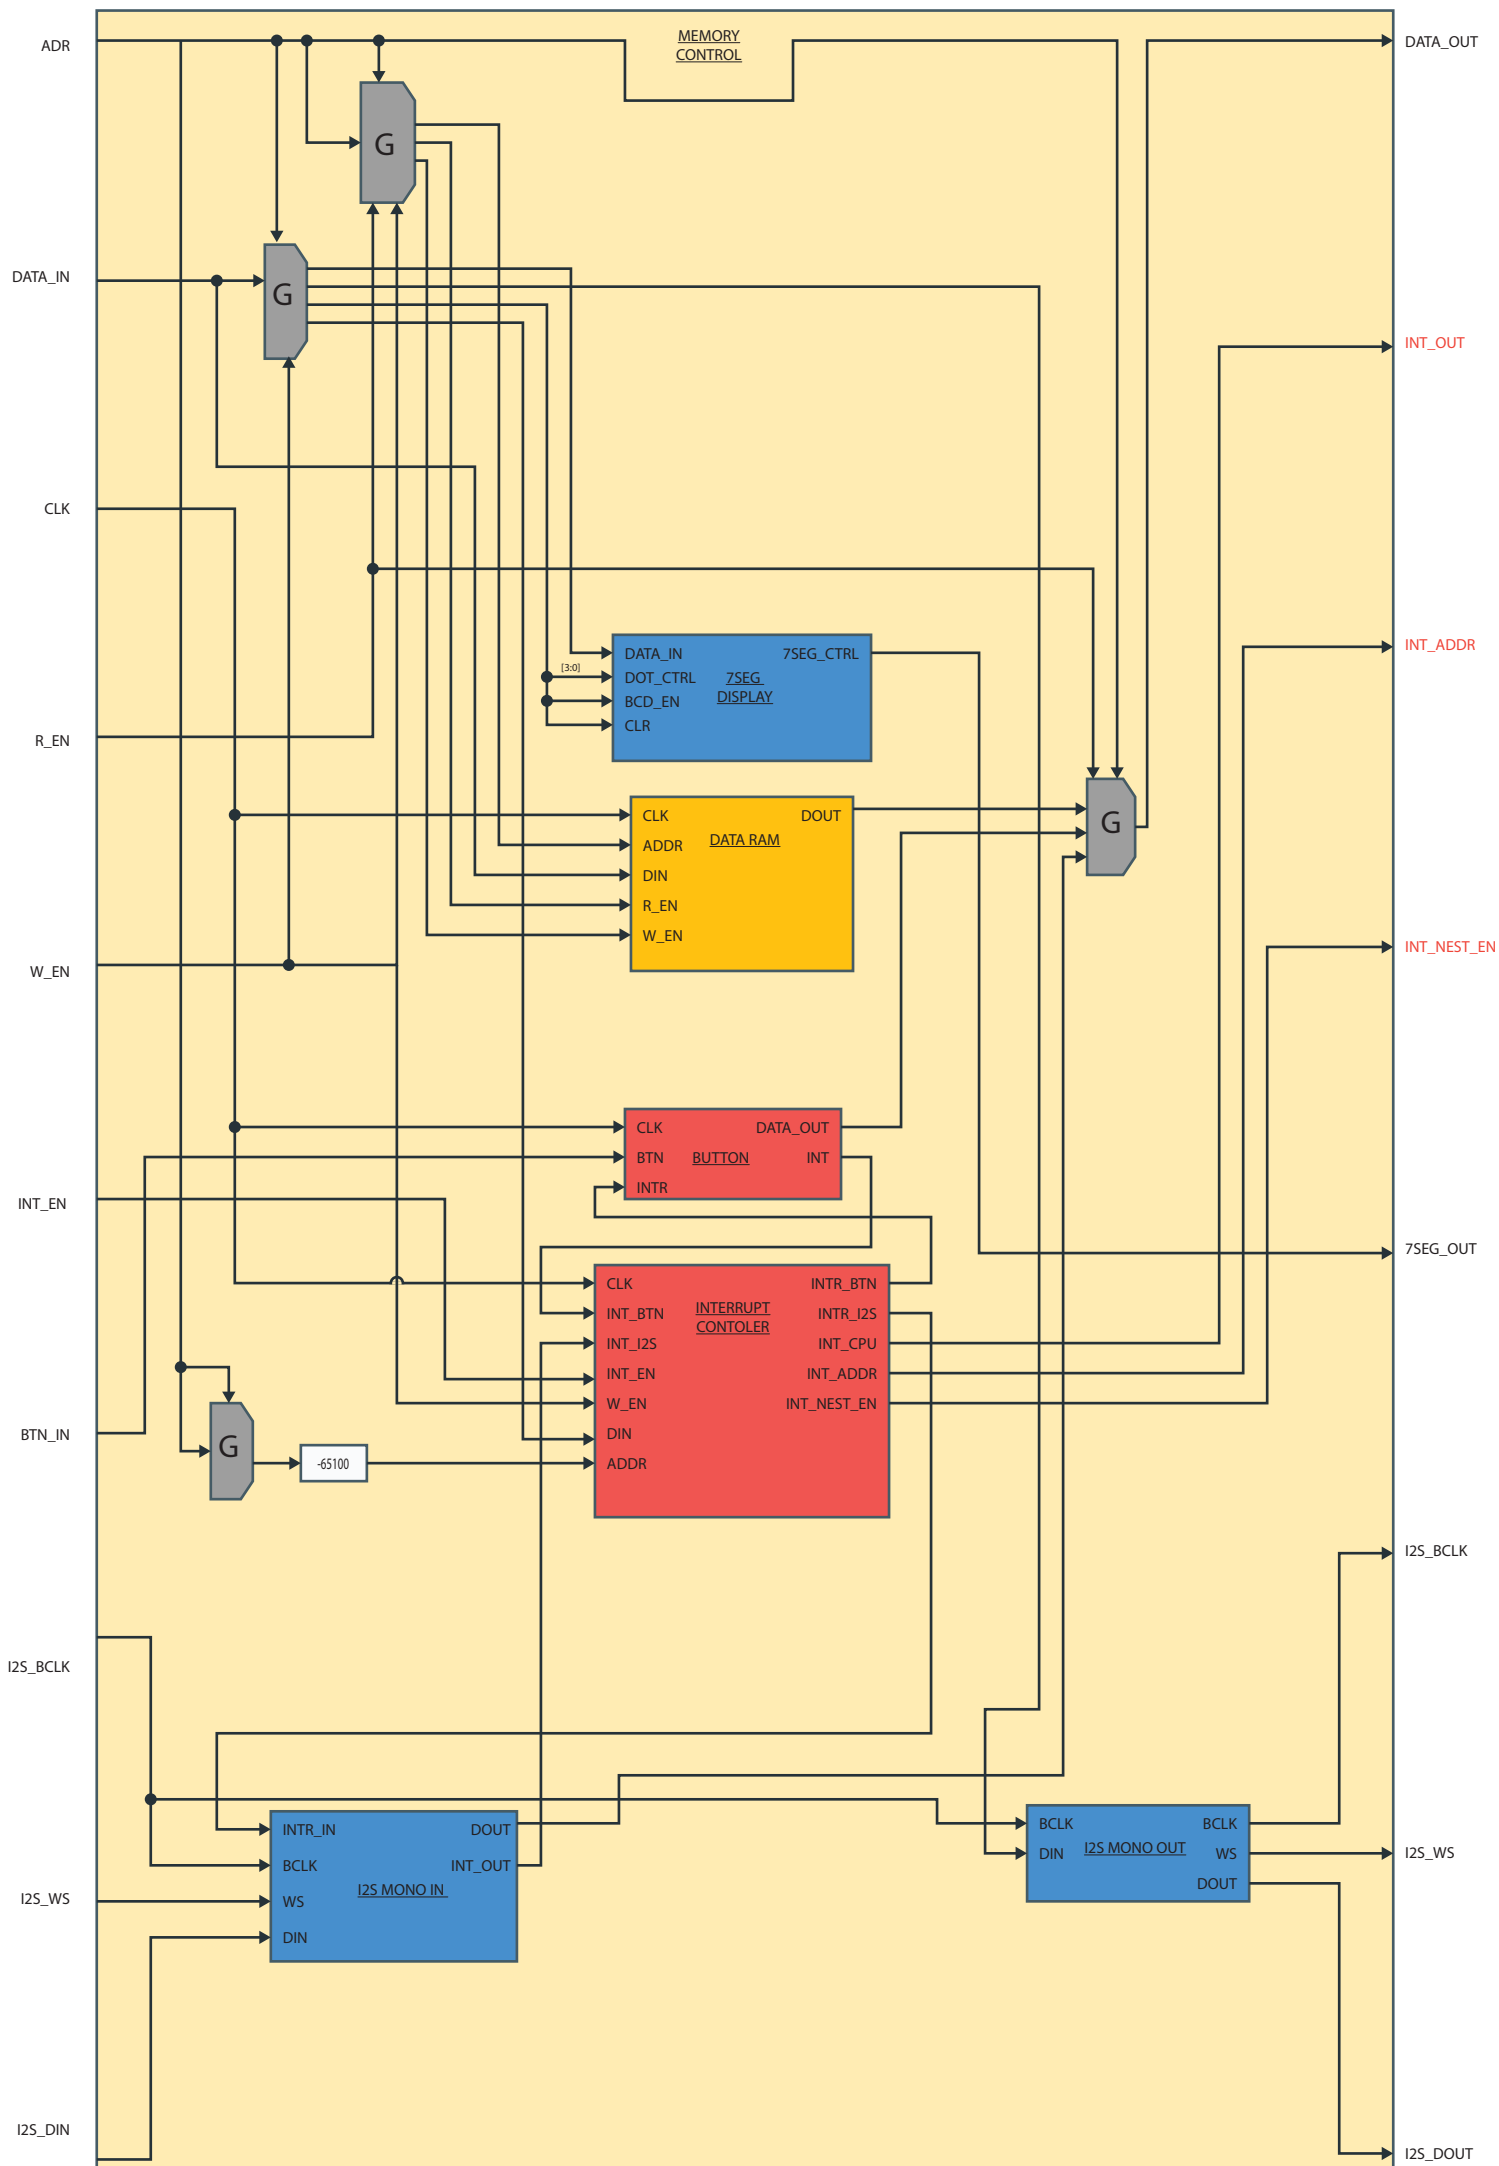 ADR
MEMORY
CONTROL
DATA_OUT
G
DATA_IN
G
INT_OUT
CLK
INT_ADDR
DATA_IN
7SEG_CTRL
[3:0]
DOT_CTRL
7SEG
DISPLAY
BCD_EN
CLR
R_EN
CLK
DOUT
G
ADDR
DATA RAM
DIN
R_EN
W_EN
INT_NEST_EN
W_EN
CLK
DATA_OUT
BTN
BUTTON
INT
INTR
INT_EN
7SEG_OUT
CLK
INTR_BTN
INT_BTN
INTERRUPT
CONTOLER
INTR_I2S
INT_I2S
INT_CPU
INT_EN
INT_ADDR
W_EN
INT_NEST_EN
DIN
ADDR
BTN_IN
G
-65100
I2S_BCLK
I2S_BCLK
INTR_IN
DOUT
BCLK
INT_OUT
I2S MONO IN
WS
DIN
BCLK
BCLK
DIN
I2S MONO OUT
WS
DOUT
I2S_WS
I2S_WS
I2S_DIN
I2S_DOUT